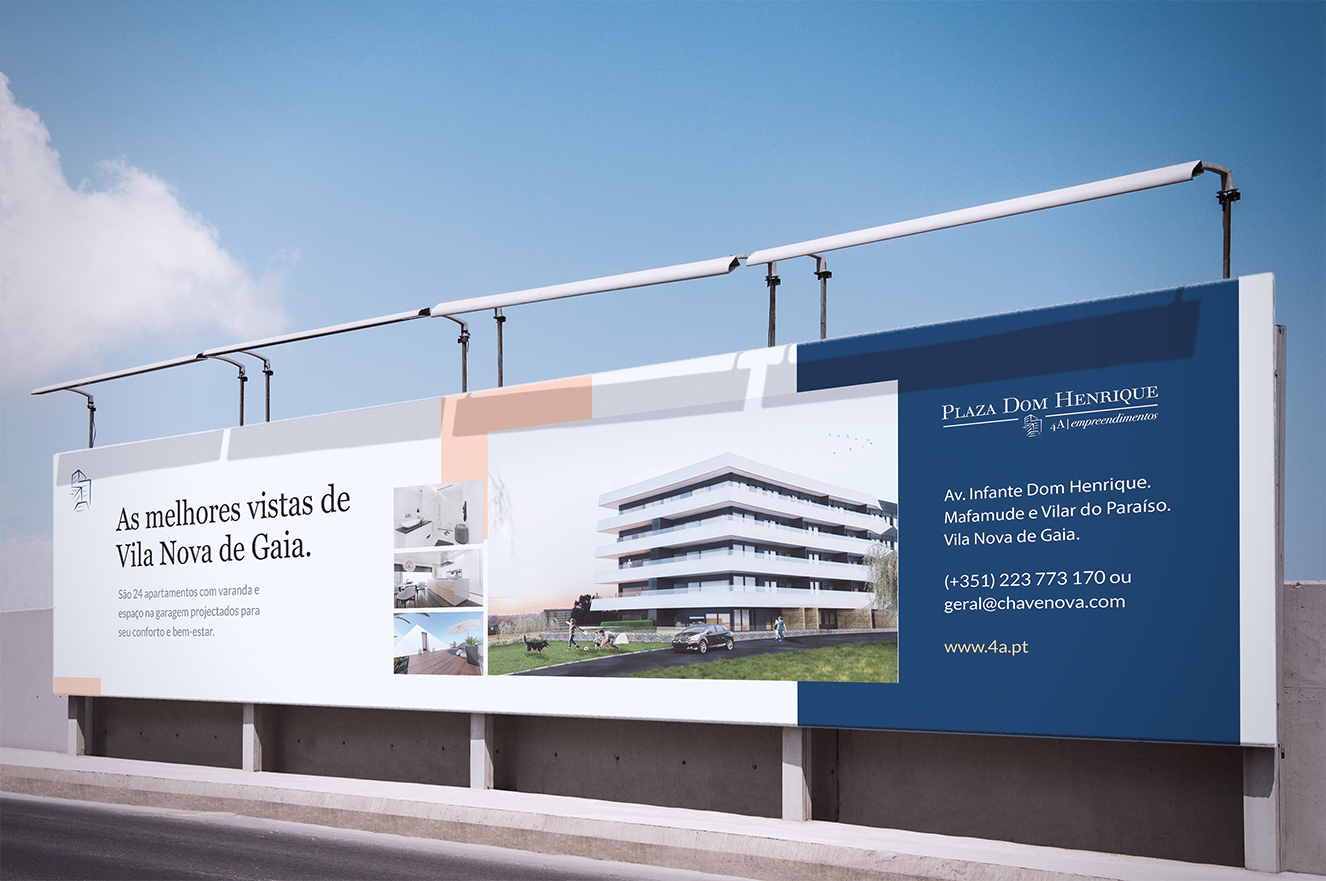 As melhores vistas de
Vila Nova de Gaia.
São 24 apartamentos com varanda e
espaço na garagem projectados para
seu conforto e bem-estar.
PLAZA DOM HENRIQUE
4A|empreendimentos
Av. Infante Dom Henrique.
Mafamude e Vilar do Paraíso.
Vila Nova de Gaia.
(+351) 223 773 170 ou
geral@chavenova.com
www.4a.pt